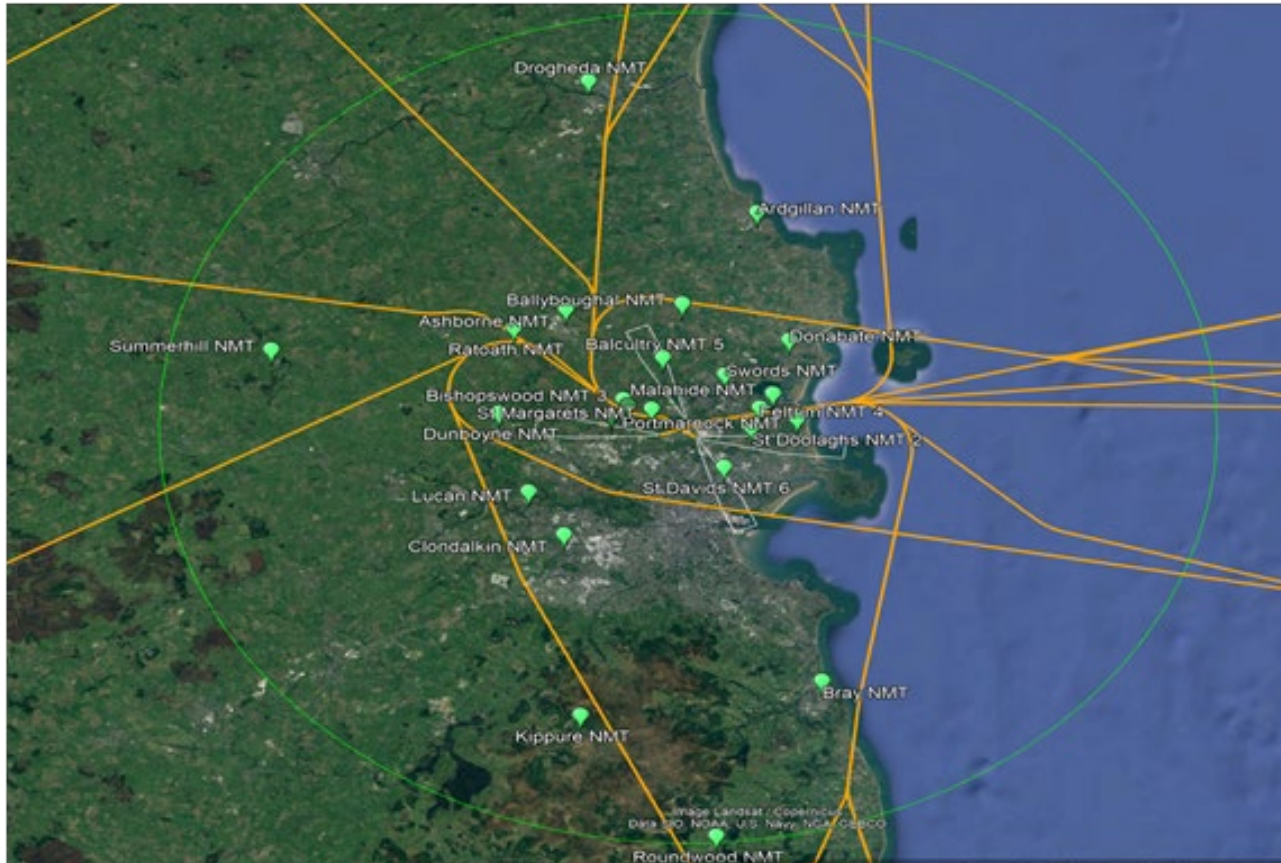 Drogheda NMT
Ardgillan NMT
Ballyboughal NMT
Ashborne NMT
Donabate NMT
Summerhill NMT
Ratoath NMT
Balcultry NMT 5
Swords NMT
Bishopswood NMT 3
Malahide NMT
St Margarets NMT
Feltrim NMT 4
Portmarnock NMT
Dunboyne NMT
St Doolaghs NMT 2
St Davids NMT 6
Lucan NMT
Clondalkin NMT
Bray NMT
Kippure NMT
Image Landsat / Copernicus
Data SIO, NOAA, U.S. Navy, NGA, GEBCO
Roundwood NMT